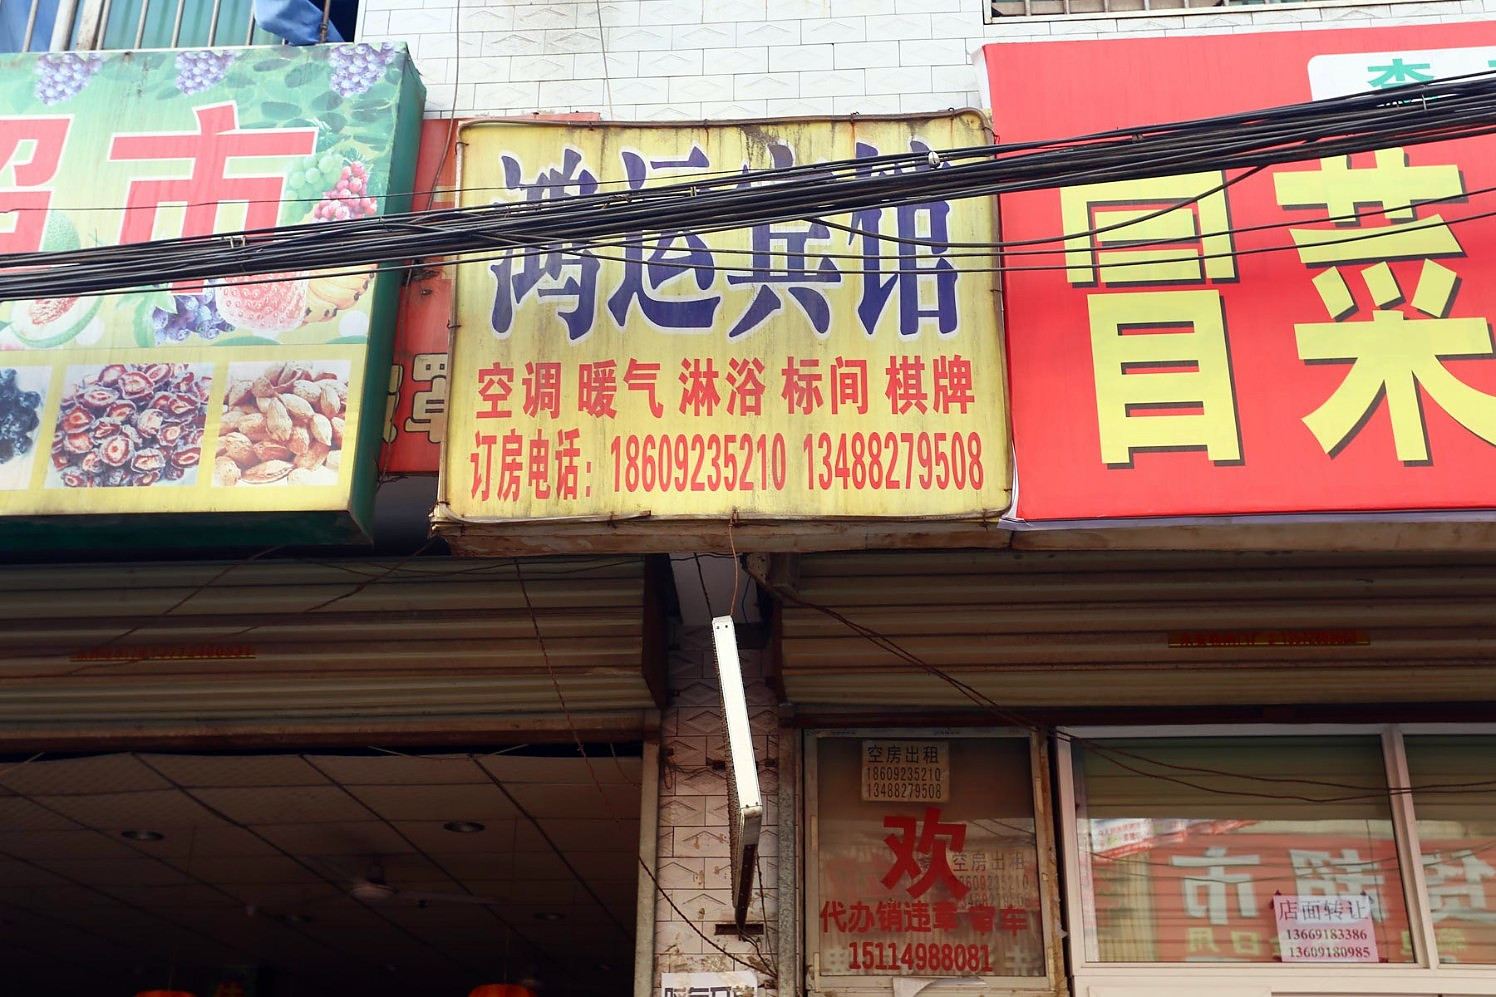 超市
鸿运宾馆
空调 暖气 淋浴 标间 棋牌
订房电话：18609235210 13488279508
冒菜
空房出租
18609235210
13488279508
欢
空房出租
代办销违章 审车
15114988081
店面转让
13669183386
13609180985
超市